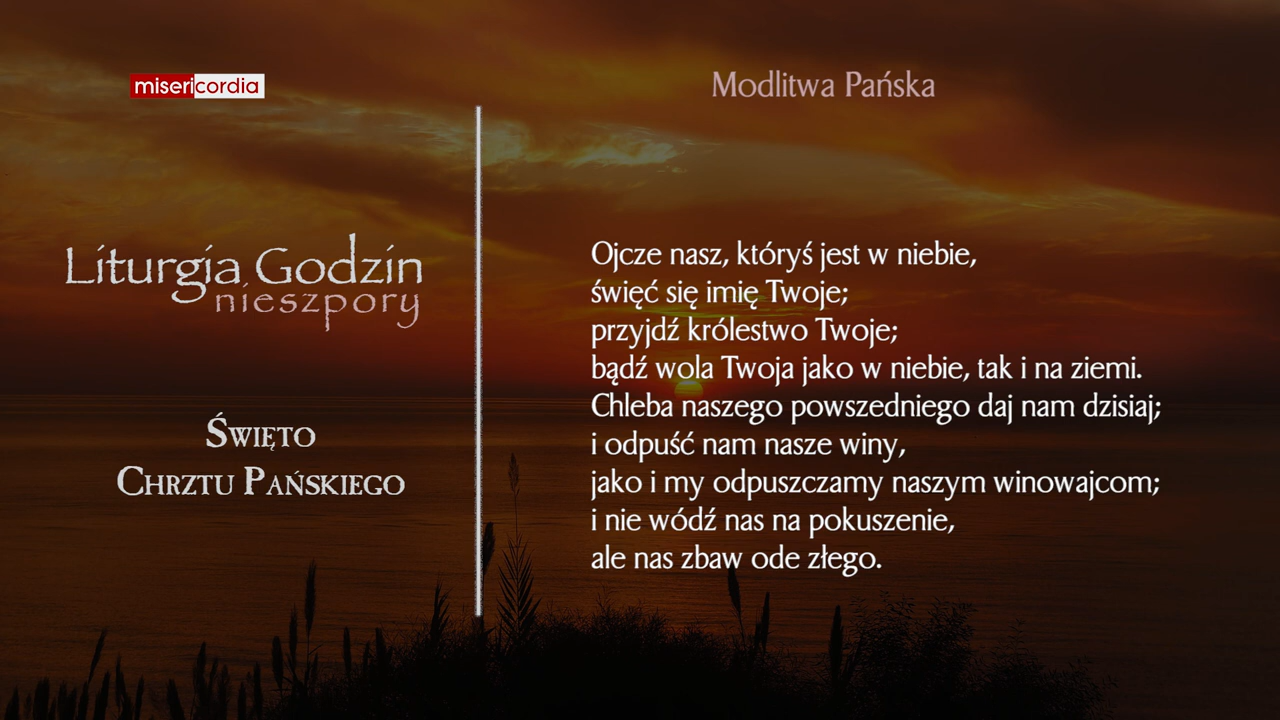 misericordia
Liturgia Godzin
nieszpory
Święto
Chrztu Pańskiego
Modlitwa Pańska
Ojcze nasz, któryś jest w niebie,
święć się imię Twoje;
przyjdź królestwo Twoje;
bądź wola Twoja jako w niebie, tak i na ziemi.
Chleba naszego powszedniego daj nam dzisiaj;
i odpuść nam nasze winy,
jako i my odpuszczamy naszym winowajcom;
i nie wódź nas na pokuszenie,
ale nas zbaw ode złego.